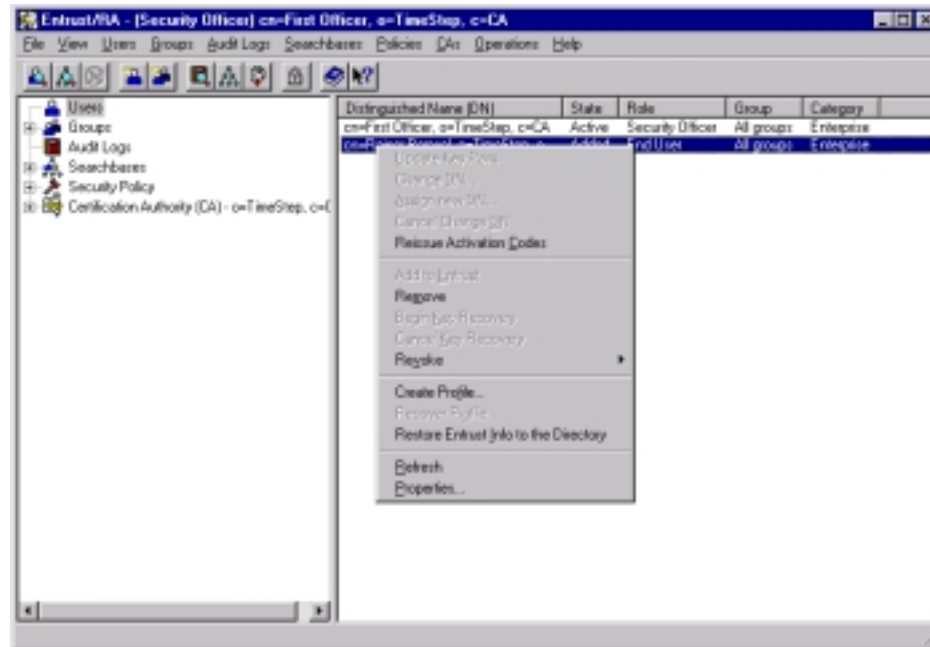 Entrust/RA - (Security Officer) cn=First Officer, o=TimeStep, c=CA
File View Users Groups Audit Logs Searchbases Policies CAs Operations Help
Users
Groups
Audit Logs
Searchbases
Security Policy
Certification Authority (CA) - o=TimeStep, c=C
Distinguished Name (DN) State Role Group Category
cn=First Officer, o=TimeStep, c=CA Active Security Officer All groups Enterprise
o=TimeStep, c Added End User All groups Enterprise
Update Key Pairs
Change DN...
Assign new DN...
Cancel Change DN
Reissue Activation Codes
Add to Entrust
Remove
Begin Key Recovery
Cancel Key Recovery
Revoke
Create Profile...
Recover Profile...
Restore Entrust Info to the Directory
Refresh
Properties...